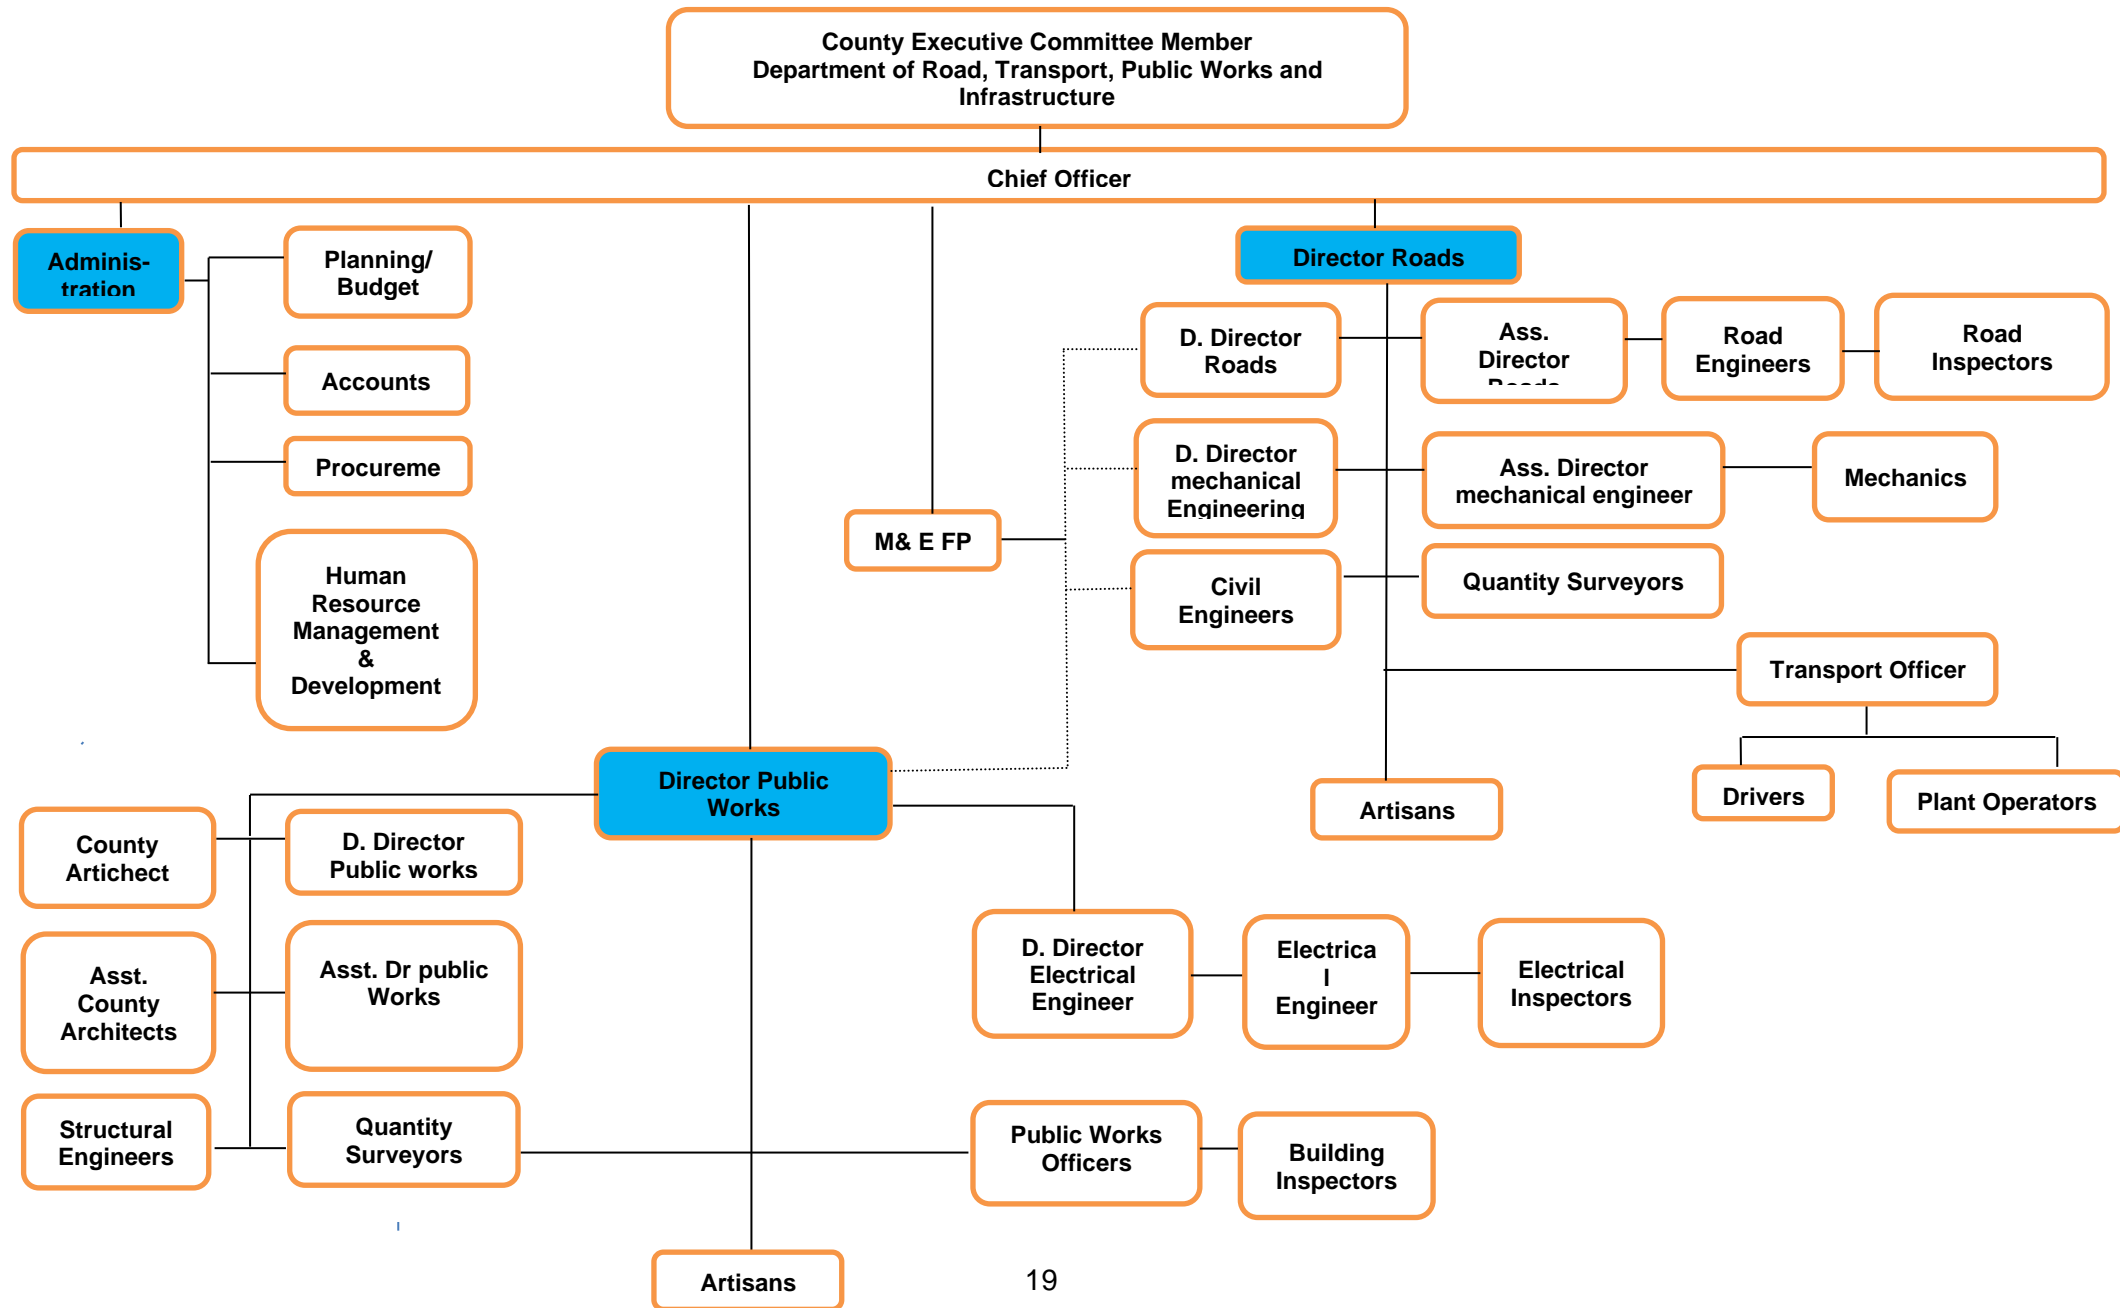 County Executive Committee Member
Department of Road, Transport, Public Works and
Infrastructure
Chief Officer
Adminis-
tration
Planning/
Budget
Accounts
Procureme
Human
Resource
Management
&
Development
Director Roads
D. Director
Roads
Ass.
Director
Roads
Road
Engineers
Road
Inspectors
D. Director
mechanical
Engineering
Ass. Director
mechanical engineer
Mechanics
M& E FP
Civil
Engineers
Quantity Surveyors
Transport Officer
Drivers
Plant Operators
Artisans
Director Public
Works
County
Artichect
D. Director
Public works
Asst.
County
Architects
Asst. Dr public
Works
Structural
Engineers
Quantity
Surveyors
D. Director
Electrical
Engineer
Electrica
l
Engineer
Electrical
Inspectors
Public Works
Officers
Building
Inspectors
Artisans
19